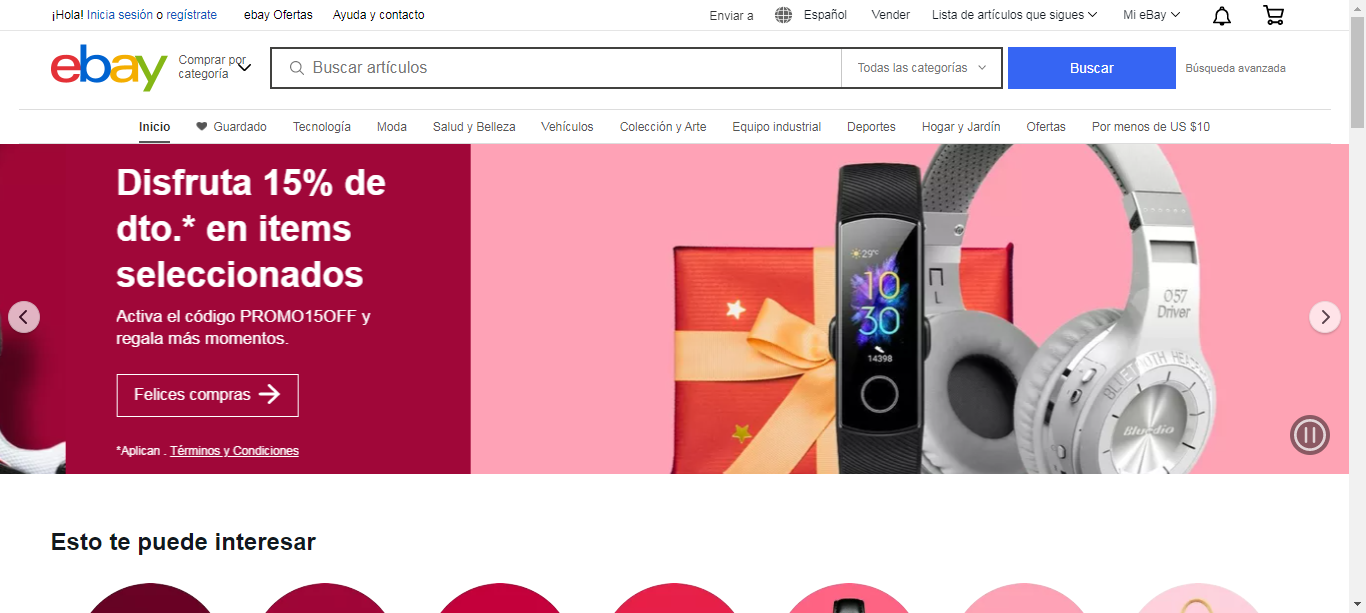 ¡Hola! Inicia sesión o regístrate
ebay Ofertas
Ayuda y contacto
Enviar a
Español
Vender
Lista de artículos que sigues
Mi eBay
ebay
Comprar por
categoría
Buscar artículos
Todas las categorías
Buscar
Búsqueda avanzada
Inicio
Guardado
Tecnología
Moda
Salud y Belleza
Vehículos
Colección y Arte
Equipo industrial
Deportes
Hogar y Jardín
Ofertas
Por menos de US $10
Disfruta 15% de
dto.* en items
seleccionados
Activa el código PROMO15OFF y
regala más momentos.
Felices compras
*Aplican . Términos y Condiciones
29°c
10
30
14398
057
Driver
BLUETOOTH HEADSET
Bluedio
Esto te puede interesar